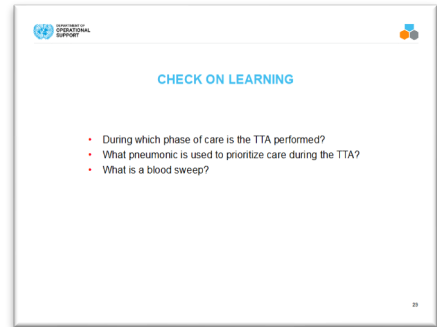 DEPARTMENT OF
OPERATIONAL
SUPPORT
CHECK ON LEARNING
• During which phase of care is the TTA performed?
• What pneumonic is used to prioritize care during the TTA?
• What is a blood sweep?
25